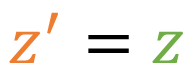 z′ = z